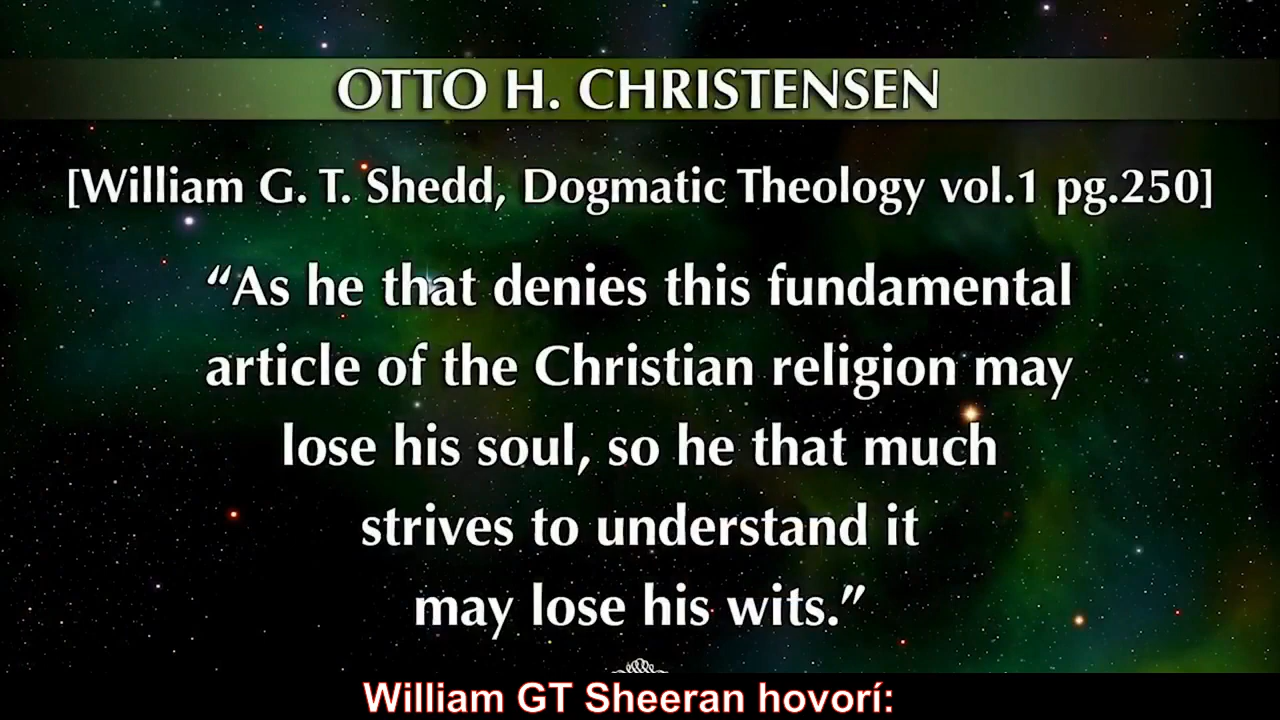 OTTO H. CHRISTENSEN
[William G. T. Shedd, Dogmatic Theology vol.1 pg.250]
“As he that denies this fundamental
article of the Christian religion may
lose his soul, so he that much
strives to understand it
may lose his wits.”
William GT Sheeran hovorí: